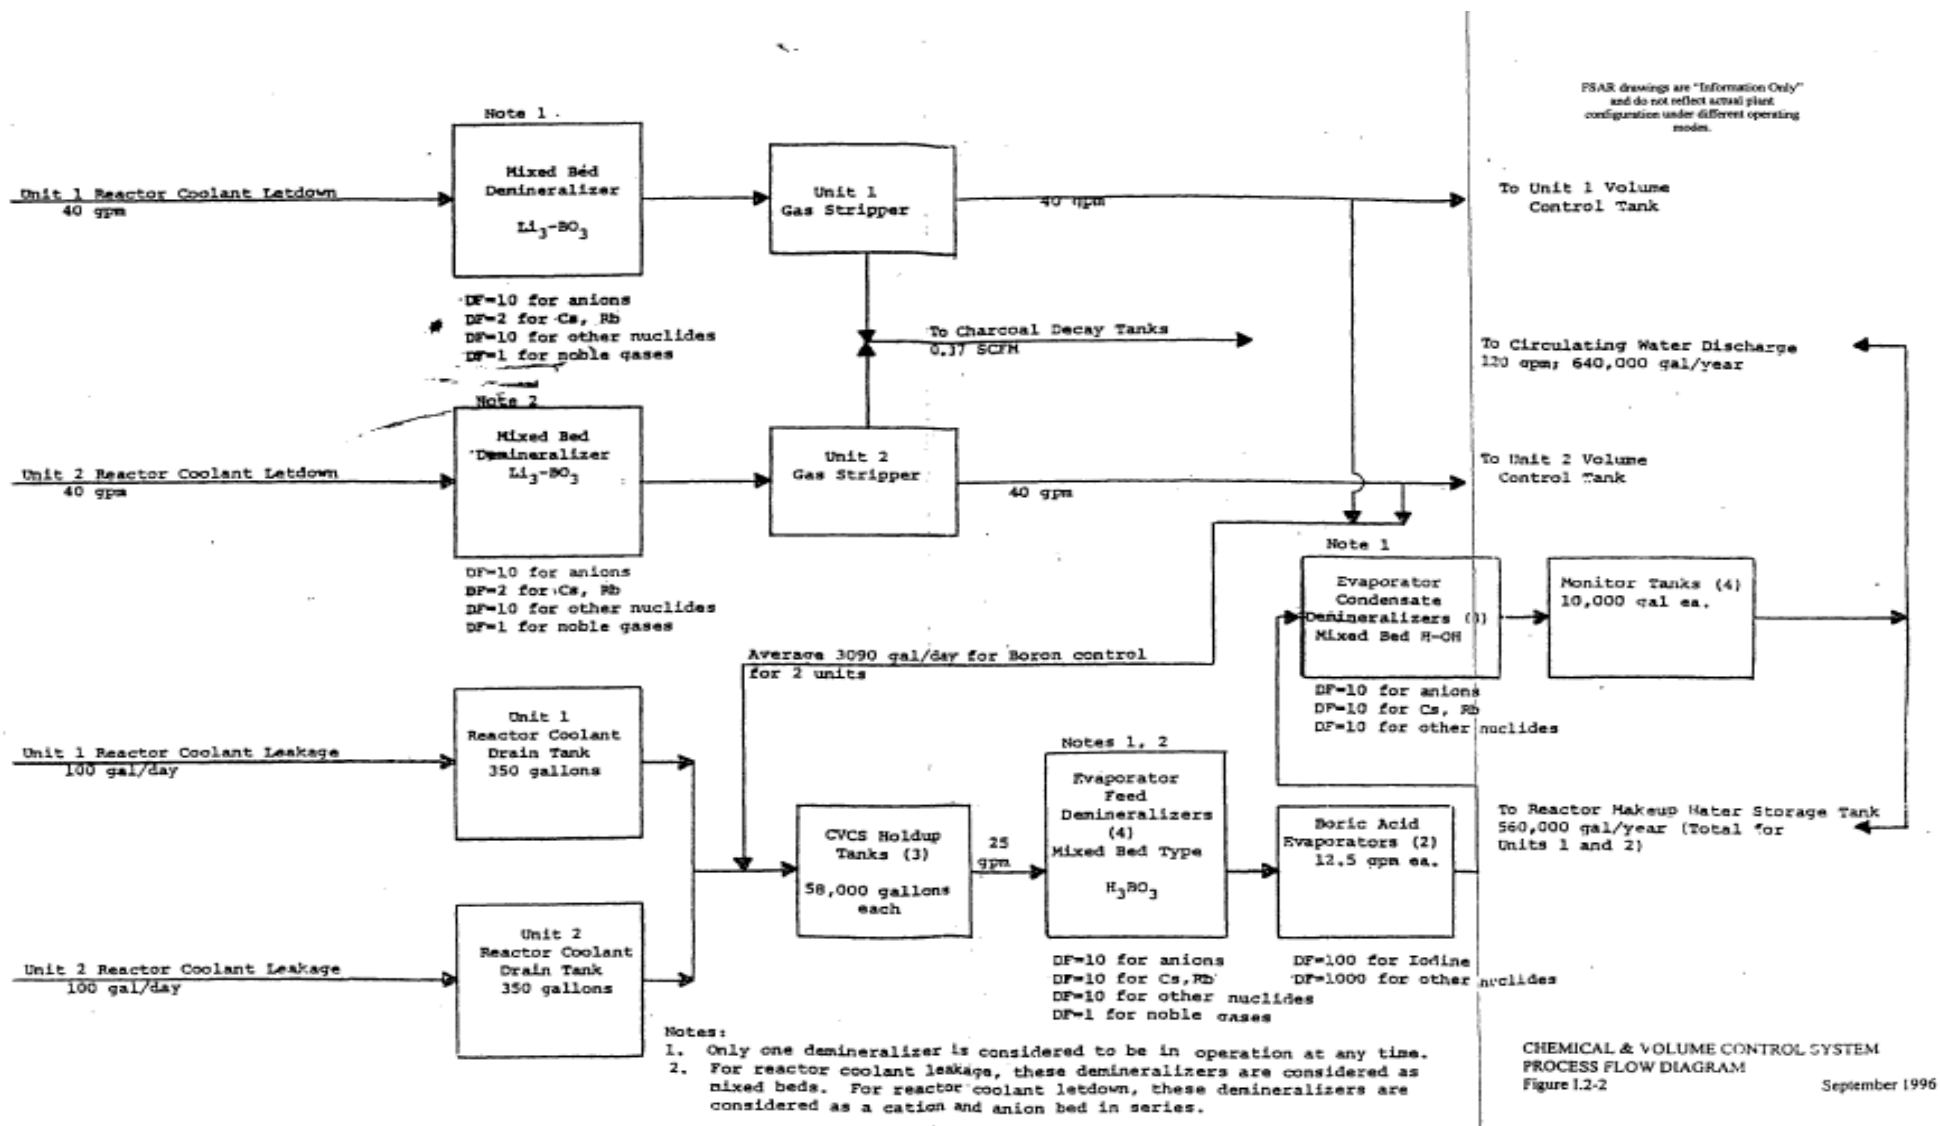 FSAR drawings are "Information Only"
and do not reflect actual plant
configuration under different operating
modes.
Note 1
Mixed Bed
Demineralizer
Li3-BO3
Unit 1 Reactor Coolant Letdown
40 gpm
Unit 1
Gas Stripper
40 gpm
To Unit 1 Volume
Control Tank
DF=10 for anions
DF=2 for Cs, Rb
DF=10 for other nuclides
DF=1 for noble gases
To Charcoal Decay Tanks
0.37 SCFM
To Circulating Water Discharge
120 gpm; 640,000 gal/year
Note 2
Mixed Bed
Demineralizer
Li3-BO3
Unit 2 Reactor Coolant Letdown
40 gpm
Unit 2
Gas Stripper
40 gpm
To Unit 2 Volume
Control Tank
DF=10 for anions
DF=2 for Cs, Rb
DF=10 for other nuclides
DF=1 for noble gases
Note 1
Evaporator
Condensate
Demineralizers
Mixed Bed H-OH
Monitor Tanks (4)
10,000 gal ea.
DF=10 for anions
DF=10 for Cs, Rb
DF=10 for other nuclides
Average 3090 gal/day for Boron control
for 2 units
Unit 1
Reactor Coolant
Drain Tank
350 gallons
Unit 1 Reactor Coolant Leakage
100 gal/day
Notes 1, 2
Evaporator
Feed
Demineralizers
(4)
Mixed Bed Type
H3BO3
CVCS Holdup
Tanks (3)
58,000 gallons
each
25
gpm
Boric Acid
Evaporators (2)
12.5 gpm ea.
To Reactor Makeup Water Storage Tank
560,000 gal/year (Total for
Units 1 and 2)
Unit 2
Reactor Coolant
Drain Tank
350 gallons
Unit 2 Reactor Coolant Leakage
100 gal/day
DF=10 for anions
DF=10 for Cs,Rb
DF=10 for other nuclides
DF=1 for noble gases
DF=100 for Iodine
DF=1000 for other nuclides
Notes:
1. Only one demineralizer is considered to be in operation at any time.
2. For reactor coolant leakage, these demineralizers are considered as
mixed beds. For reactor coolant letdown, these demineralizers are
considered as a cation and anion bed in series.
CHEMICAL & VOLUME CONTROL SYSTEM
PROCESS FLOW DIAGRAM
Figure I.2-2
September 1996